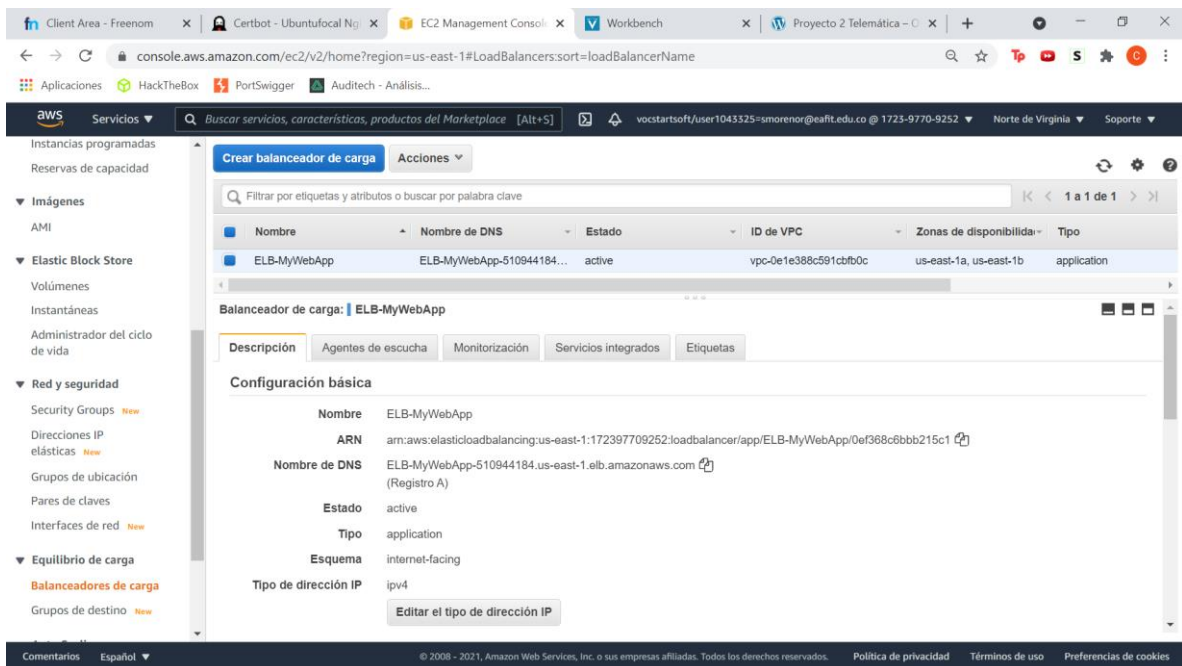 Client Area - Freenom
Certbot - Ubuntufocal Ng
EC2 Management Consol
Workbench
Proyecto 2 Telemática – O
console.aws.amazon.com/ec2/v2/home?region=us-east-1#LoadBalancers:sort=loadBalancerName
Aplicaciones HackTheBox PortSwigger Auditech - Análisis...
aws Servicios ▼ Buscar servicios, características, productos del Marketplace [Alt+S] vocstartsoft/user1043325=smorenor@eafit.edu.co @ 1723-9770-9252 ▼ Norte de Virginia ▼ Soporte ▼
Instancias programadas
Reservas de capacidad
Imágenes
AMI
Elastic Block Store
Volúmenes
Instantáneas
Administrador del ciclo
de vida
Red y seguridad
Security Groups New
Direcciones IP
elásticas New
Grupos de ubicación
Pares de claves
Interfaces de red New
Equilibrio de carga
Balanceadores de carga
Grupos de destino New
Crear balanceador de carga Acciones
Filtrar por etiquetas y atributos o buscar por palabra clave 1 a 1 de 1
Nombre Nombre de DNS Estado ID de VPC Zonas de disponibilida Tipo
ELB-MyWebApp ELB-MyWebApp-510944184... active vpc-0e1e388c591cbfb0c us-east-1a, us-east-1b application
Balanceador de carga: ELB-MyWebApp
Descripción Agentes de escucha Monitorización Servicios integrados Etiquetas
Configuración básica
Nombre ELB-MyWebApp
ARN arn:aws:elasticloadbalancing:us-east-1:172397709252:loadbalancer/app/ELB-MyWebApp/0ef368c6bbb215c1
Nombre de DNS ELB-MyWebApp-510944184.us-east-1.elb.amazonaws.com
(Registro A)
Estado active
Tipo application
Esquema internet-facing
Tipo de dirección IP ipv4
Editar el tipo de dirección IP
Comentarios Español ▼ © 2008 - 2021, Amazon Web Services, Inc. o sus empresas afiliadas. Todos los derechos reservados. Política de privacidad Términos de uso Preferencias de cookies